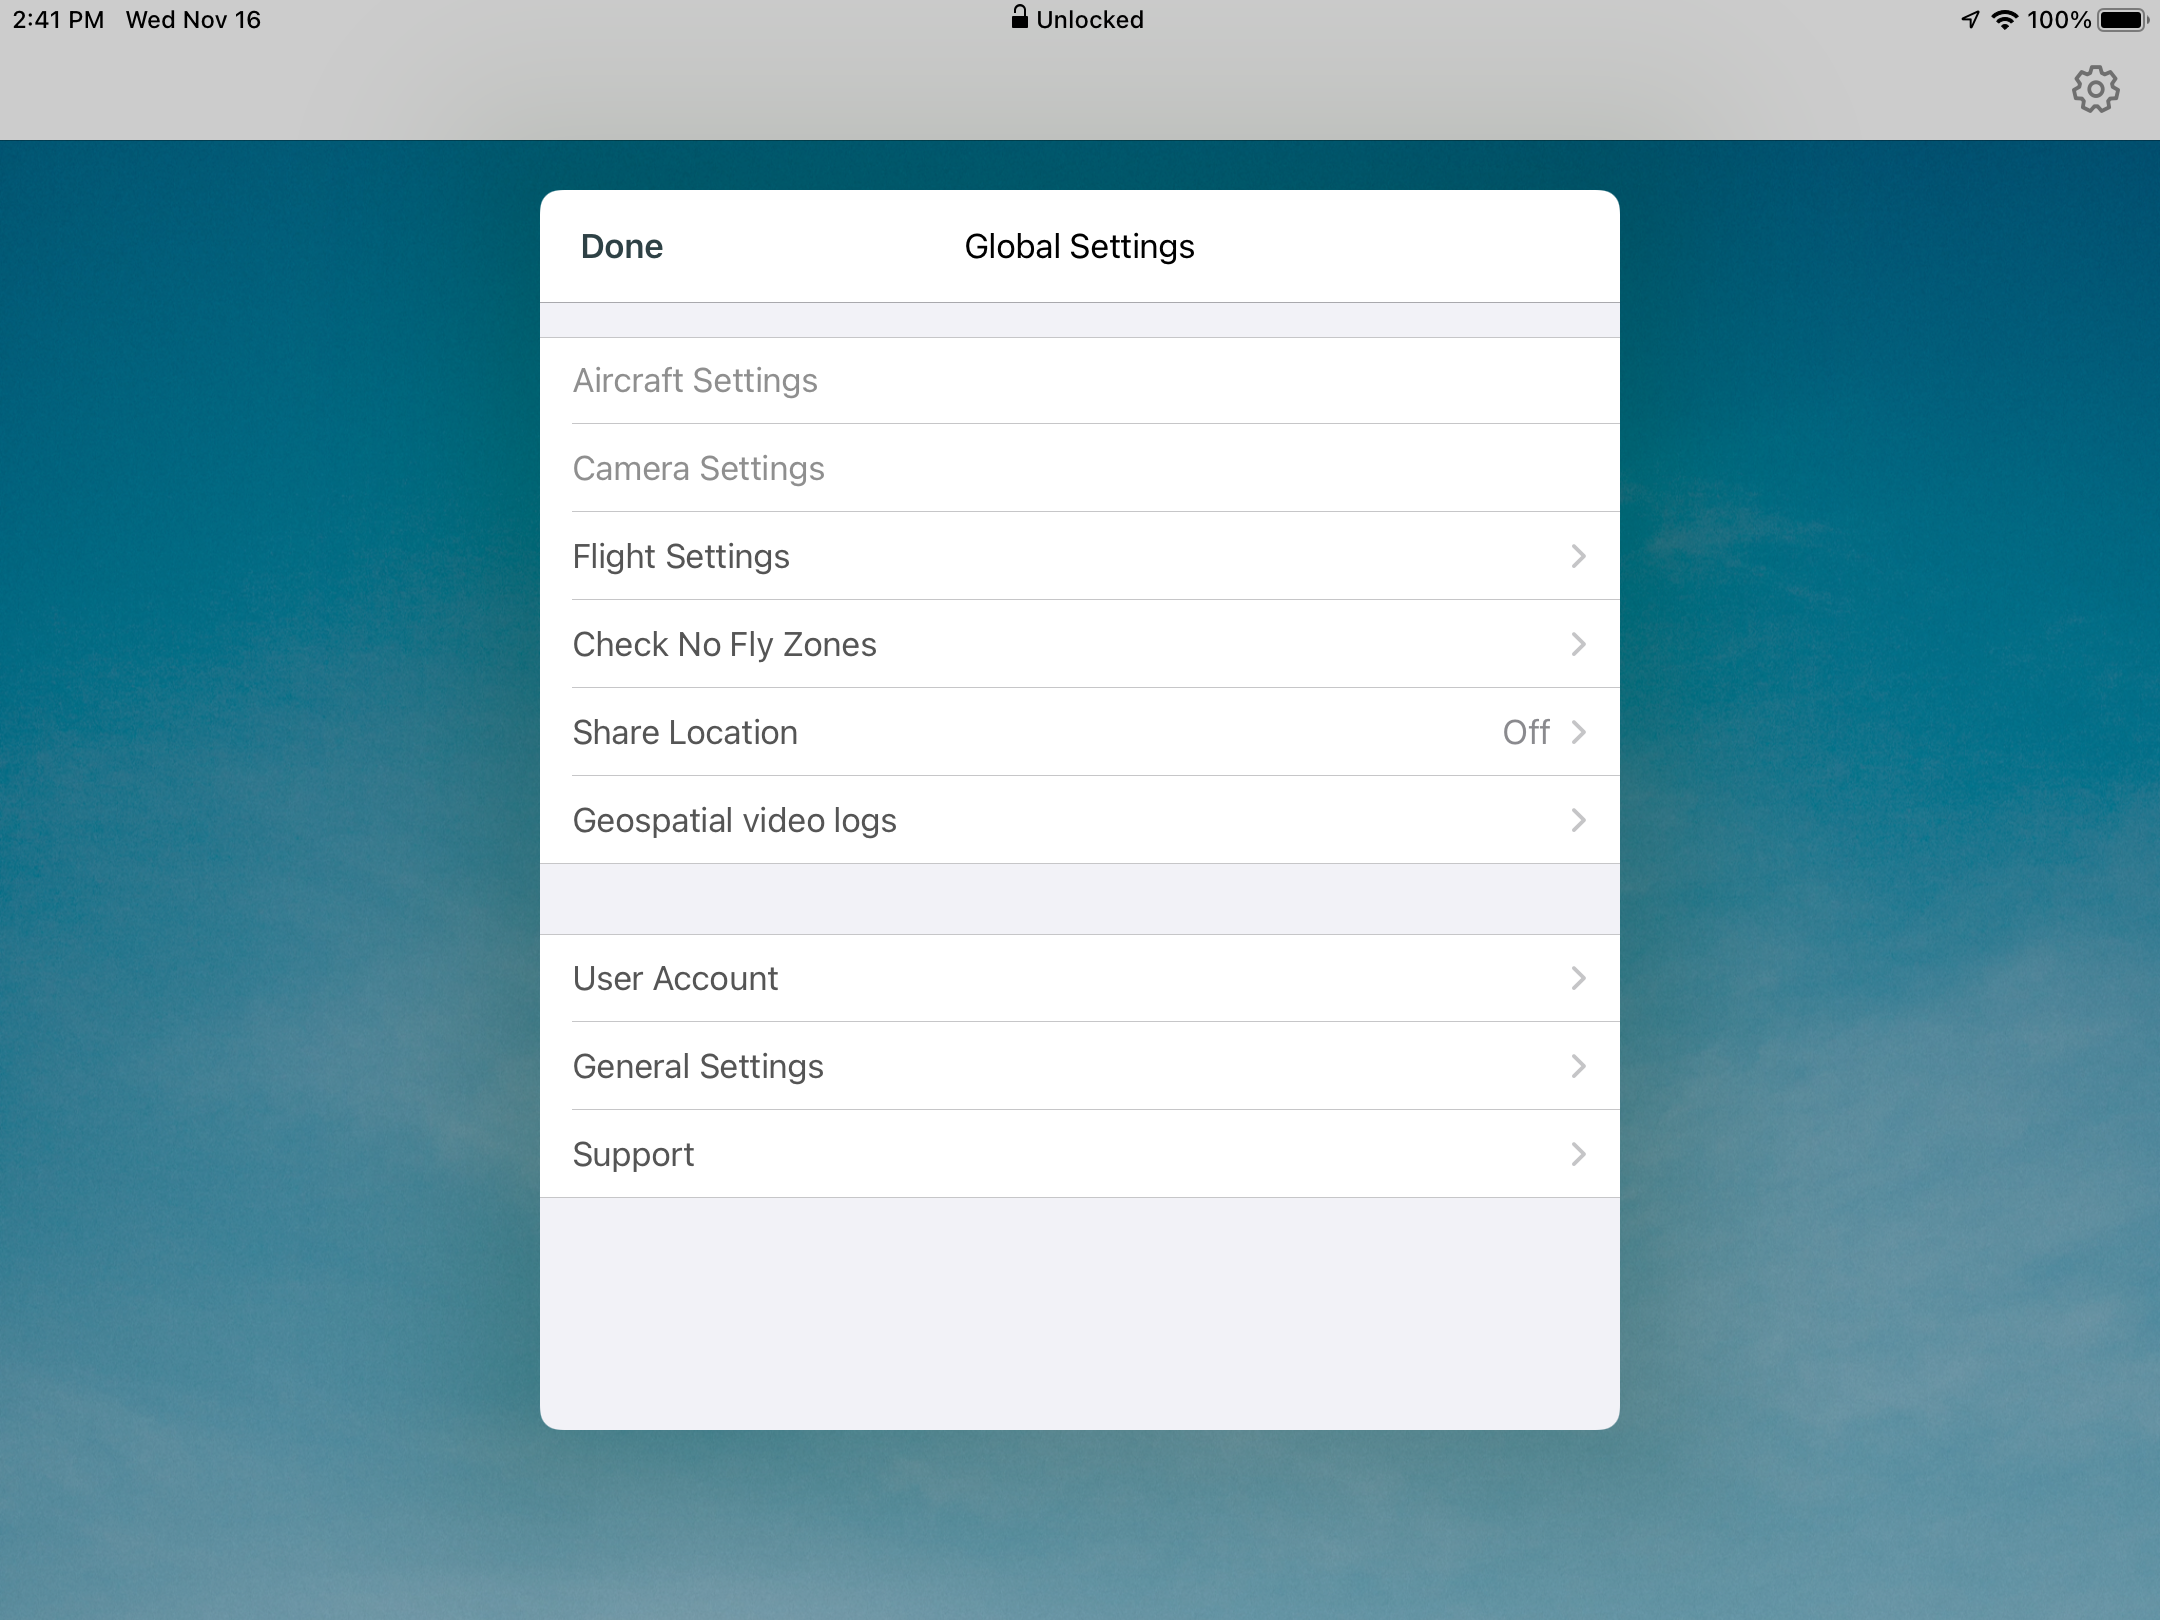 2:41 PM Wed Nov 16
Unlocked
100%
Done
Global Settings
Aircraft Settings
Camera Settings
Flight Settings
Check No Fly Zones
Share Location Off
Geospatial video logs
User Account
General Settings
Support